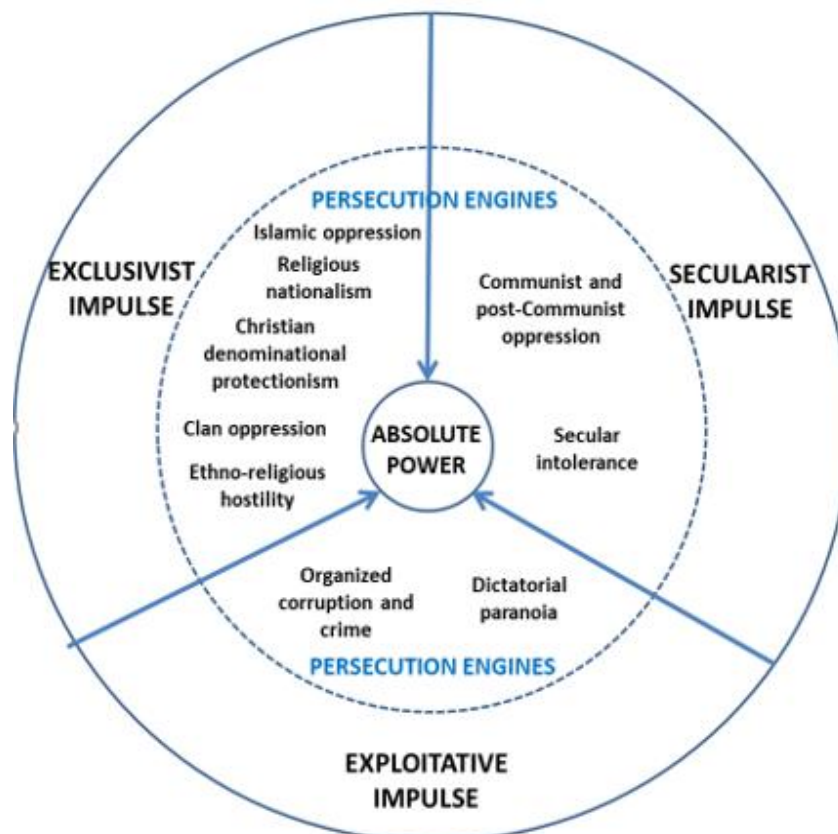 PERSECUTION ENGINES
Islamic oppression
Religious
nationalism
Christian
denominational
protectionism
Clan oppression
Ethno-religious
hostility
EXCLUSIVIST
IMPULSE
Communist and
post-Communist
oppression
Secular
intolerance
SECULARIST
IMPULSE
ABSOLUTE
POWER
Organized
corruption and
crime
Dictatorial
paranoia
PERSECUTION ENGINES
EXPLOITATIVE
IMPULSE